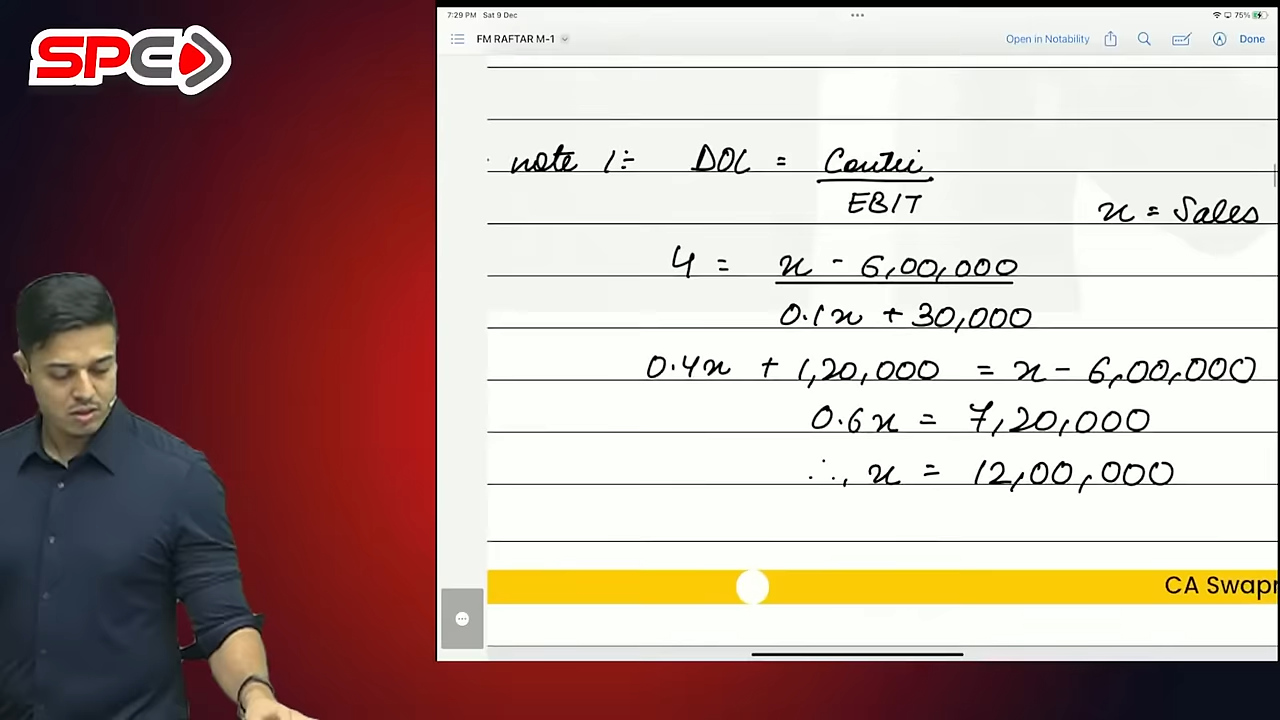 SPC
7:29 PM Sat 9 Dec
75%
FM RAFTAR M-1
Open in Notability
Done
note 1:- DOL = Contri
EBIT
x = Sales
4 = x - 6,00,000
0.1x + 30,000
0.4x + 1,20,000 = x - 6,00,000
0.6x = 7,20,000
∴, x = 12,00,000
CA Swapn